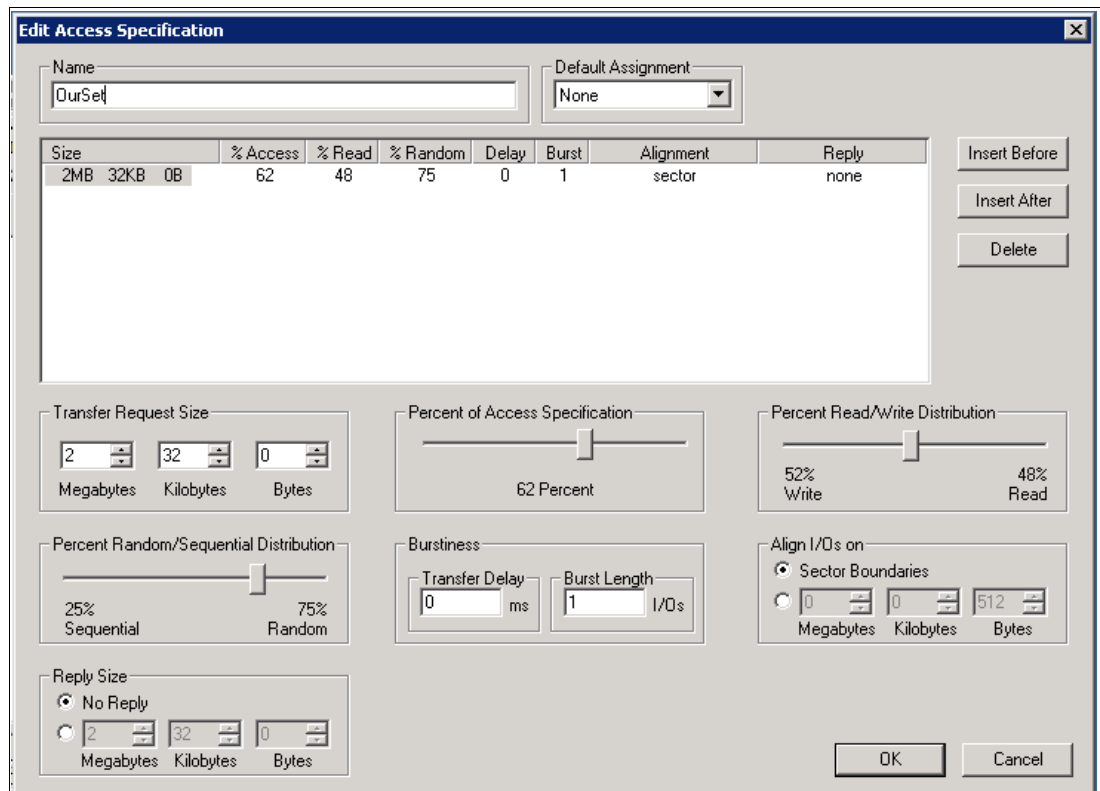 Edit Access Specification
Name
OurSet
Default Assignment
None
Size % Access % Read % Random Delay Burst Alignment Reply
2MB 32KB 0B 62 48 75 0 1 sector none
Insert Before
Insert After
Delete
Transfer Request Size
2 32 0
Megabytes Kilobytes Bytes
Percent of Access Specification
62 Percent
Percent Read/Write Distribution
52% 48%
Write Read
Percent Random/Sequential Distribution
25% 75%
Sequential Random
Burstiness
Transfer Delay Burst Length
0 ms 1 I/Os
Align I/Os on
Sector Boundaries
0 0 512
Megabytes Kilobytes Bytes
Reply Size
No Reply
2 32 0
Megabytes Kilobytes Bytes
OK Cancel